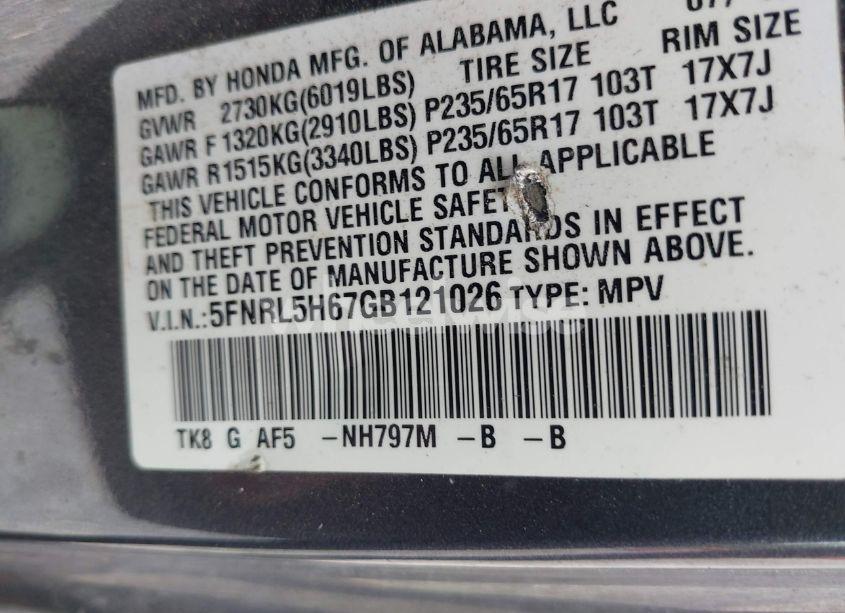 MFD. BY HONDA MFG. OF ALABAMA, LLC
GVWR 2730KG(6019LBS) TIRE SIZE RIM SIZE
GAWR F 1320KG(2910LBS) P235/65R17 103T 17X7J
GAWR R1515KG(3340LBS) P235/65R17 103T 17X7J
THIS VEHICLE CONFORMS TO ALL APPLICABLE
FEDERAL MOTOR VEHICLE SAFET
AND THEFT PREVENTION STANDARDS IN EFFECT
ON THE DATE OF MANUFACTURE SHOWN ABOVE.
V.I.N.:5FNRL5H67GB121026 TYPE: MPV
TK8 G AF5 -NH797M -B -B